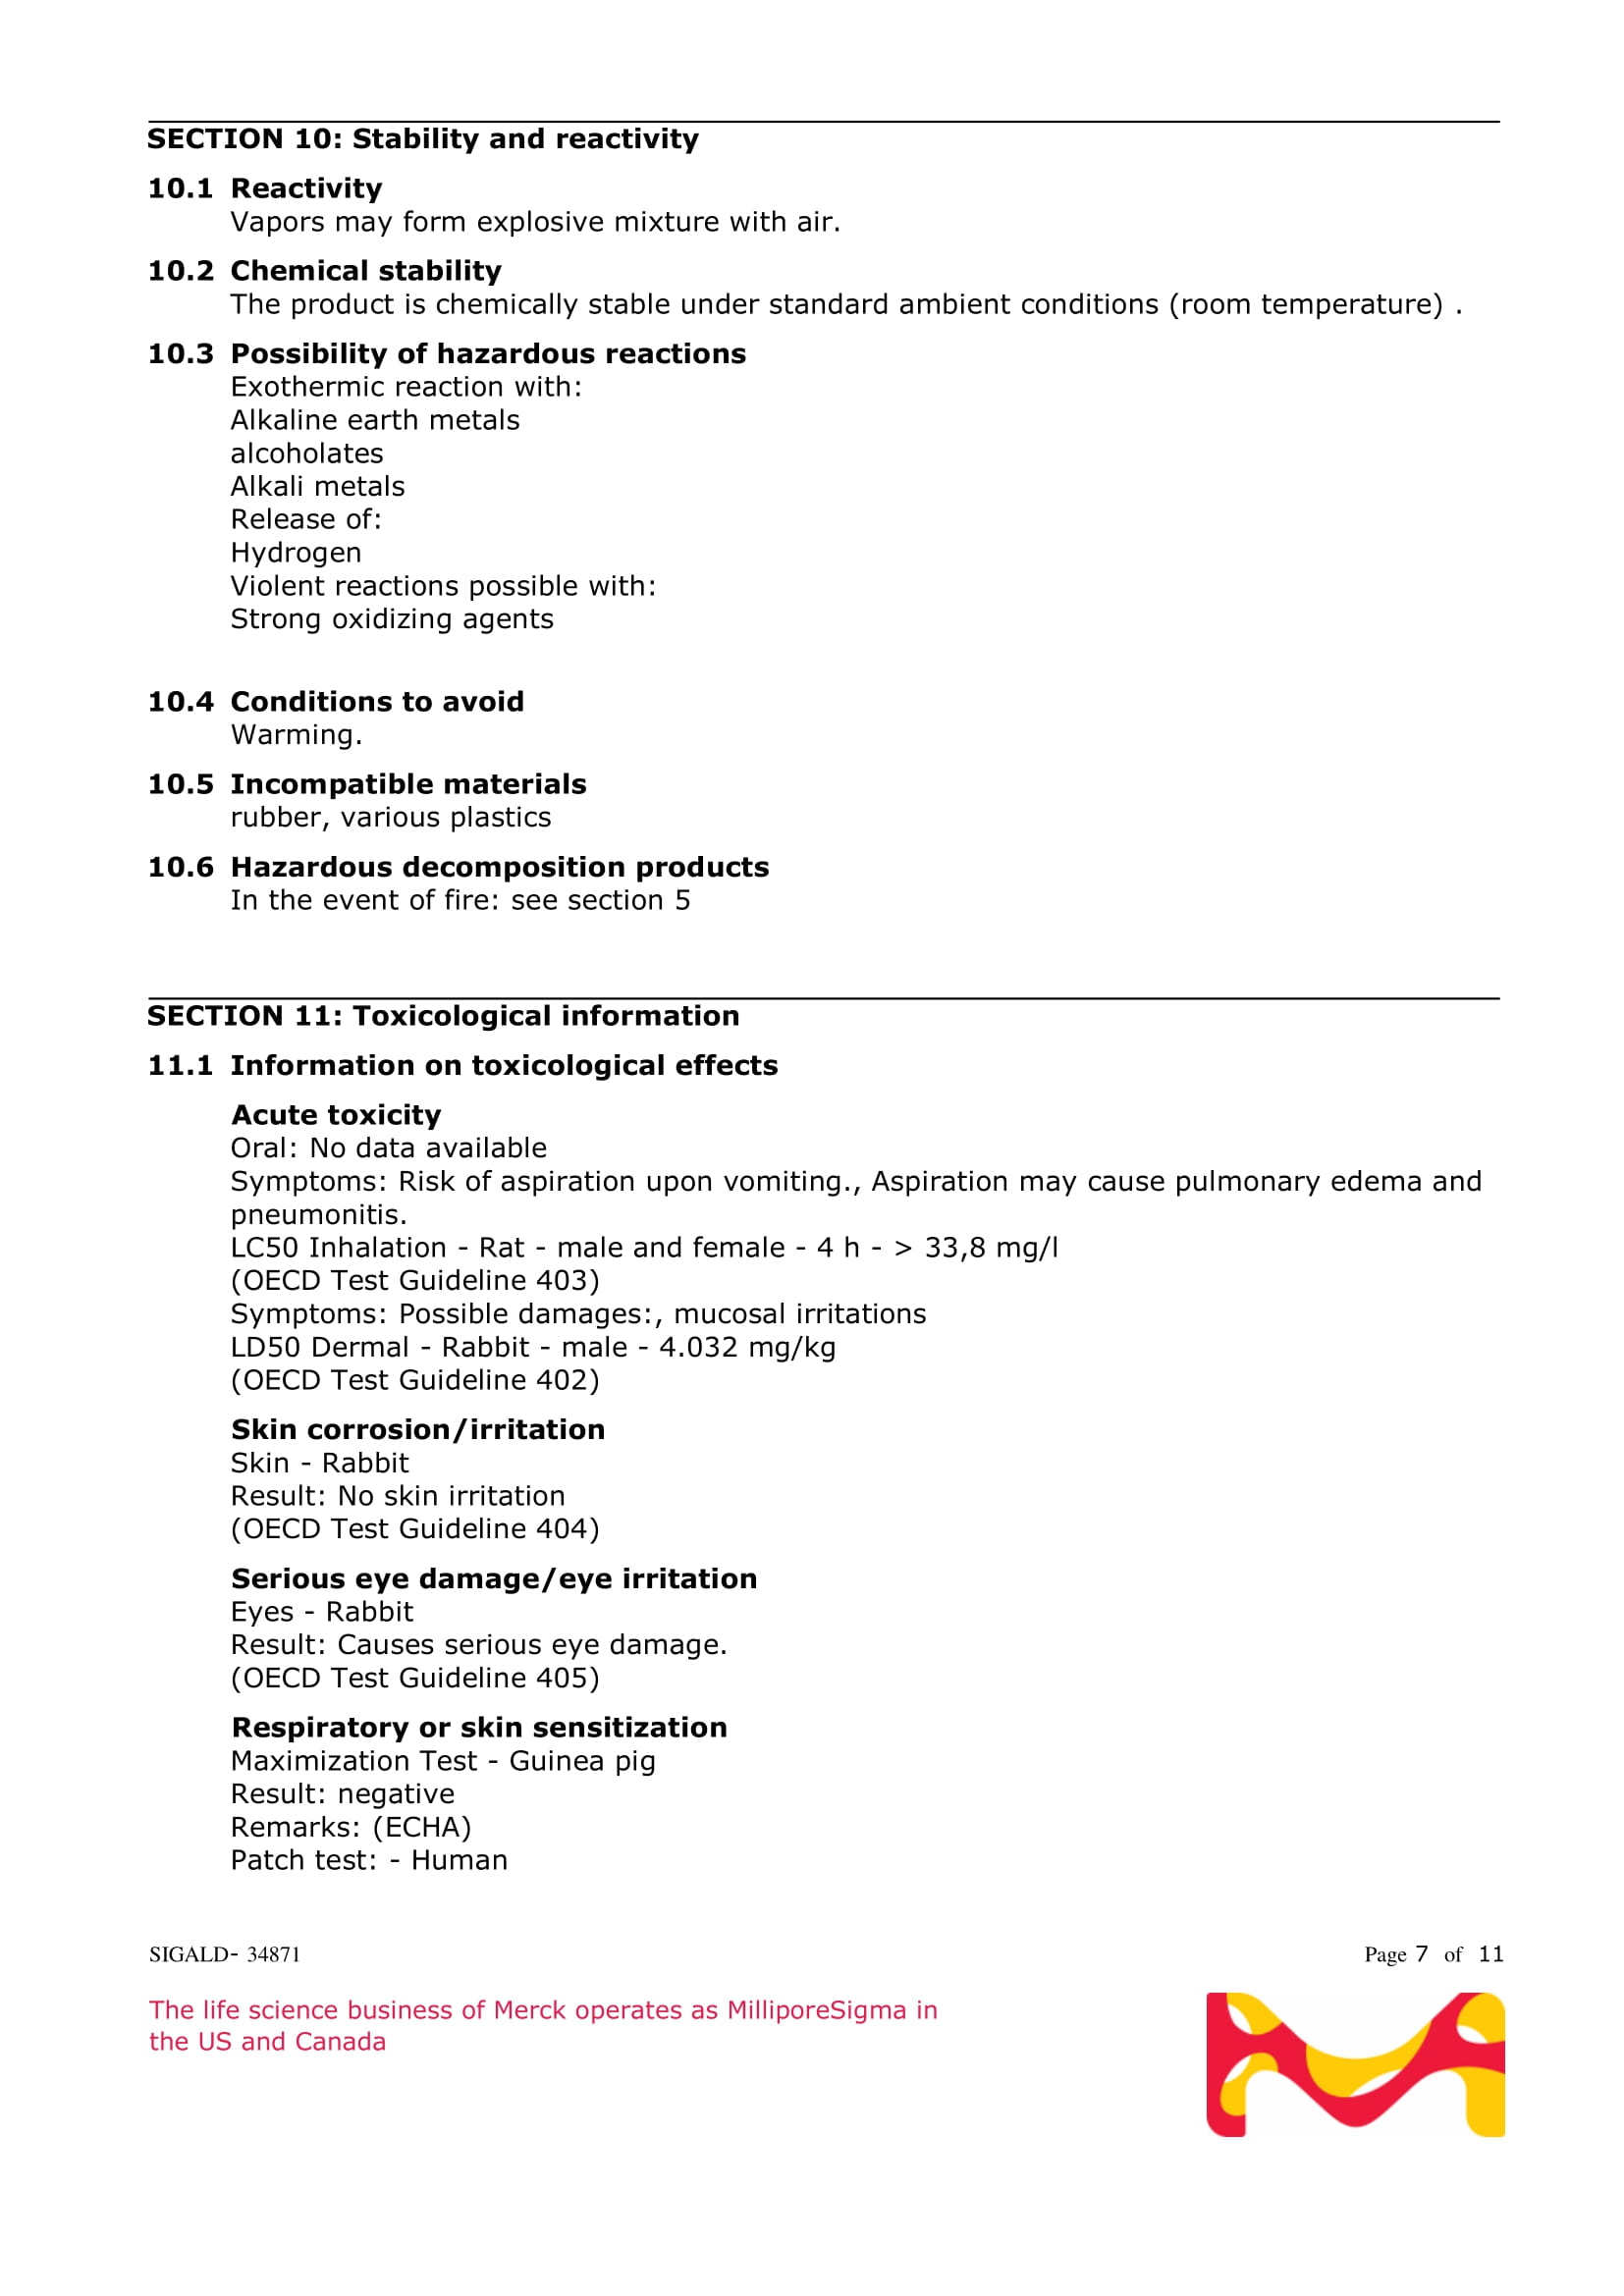 SECTION 10: Stability and reactivity
10.1 Reactivity
Vapors may form explosive mixture with air.
10.2 Chemical stability
The product is chemically stable under standard ambient conditions (room temperature) .
10.3 Possibility of hazardous reactions
Exothermic reaction with:
Alkaline earth metals
alcoholates
Alkali metals
Release of:
Hydrogen
Violent reactions possible with:
Strong oxidizing agents
10.4 Conditions to avoid
Warming.
10.5 Incompatible materials
rubber, various plastics
10.6 Hazardous decomposition products
In the event of fire: see section 5
SECTION 11: Toxicological information
11.1 Information on toxicological effects
Acute toxicity
Oral: No data available
Symptoms: Risk of aspiration upon vomiting., Aspiration may cause pulmonary edema and
pneumonitis.
LC50 Inhalation - Rat - male and female - 4 h - > 33,8 mg/l
(OECD Test Guideline 403)
Symptoms: Possible damages:, mucosal irritations
LD50 Dermal - Rabbit - male - 4.032 mg/kg
(OECD Test Guideline 402)
Skin corrosion/irritation
Skin - Rabbit
Result: No skin irritation
(OECD Test Guideline 404)
Serious eye damage/eye irritation
Eyes - Rabbit
Result: Causes serious eye damage.
(OECD Test Guideline 405)
Respiratory or skin sensitization
Maximization Test - Guinea pig
Result: negative
Remarks: (ECHA)
Patch test: - Human
SIGALD- 34871
Page 7 of 11
The life science business of Merck operates as MilliporeSigma in
the US and Canada